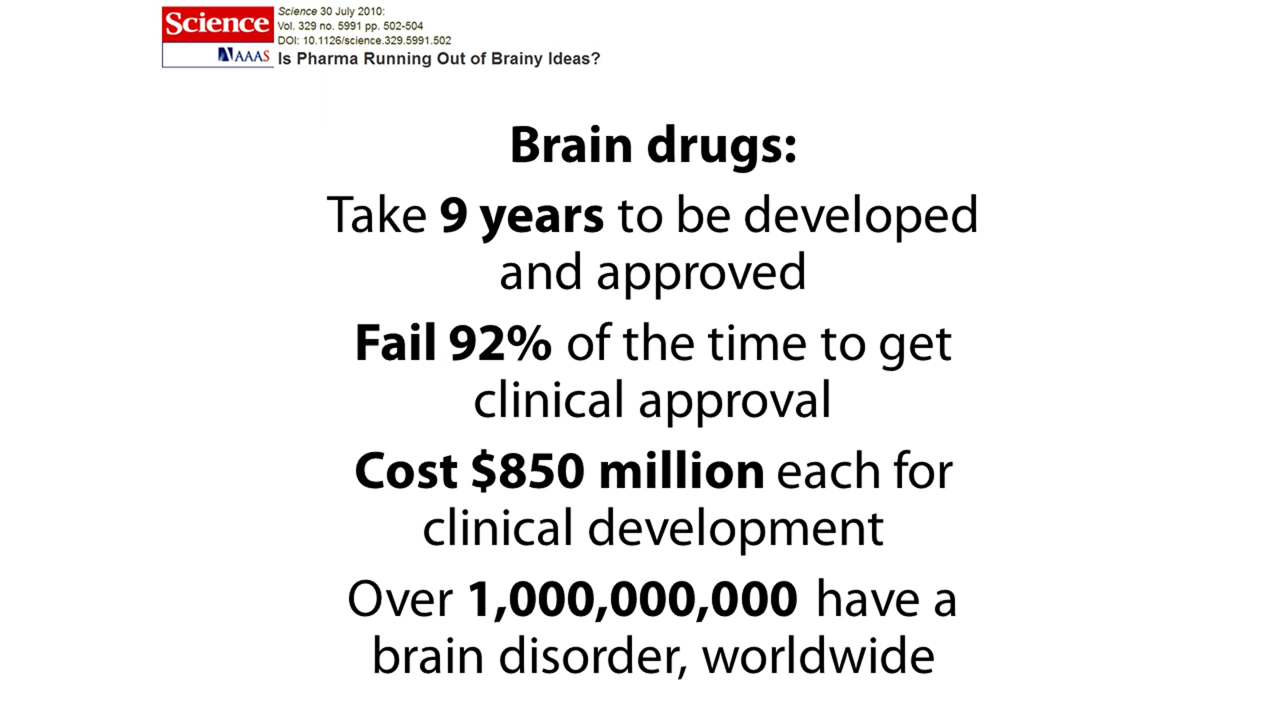 Science
AAAS
Science 30 July 2010:
Vol. 329 no. 5991 pp. 502-504
DOI: 10.1126/science.329.5991.502
Is Pharma Running Out of Brainy Ideas?
Brain drugs:
Take 9 years to be developed
and approved
Fail 92% of the time to get
clinical approval
Cost $850 million each for
clinical development
Over 1,000,000,000 have a
brain disorder, worldwide